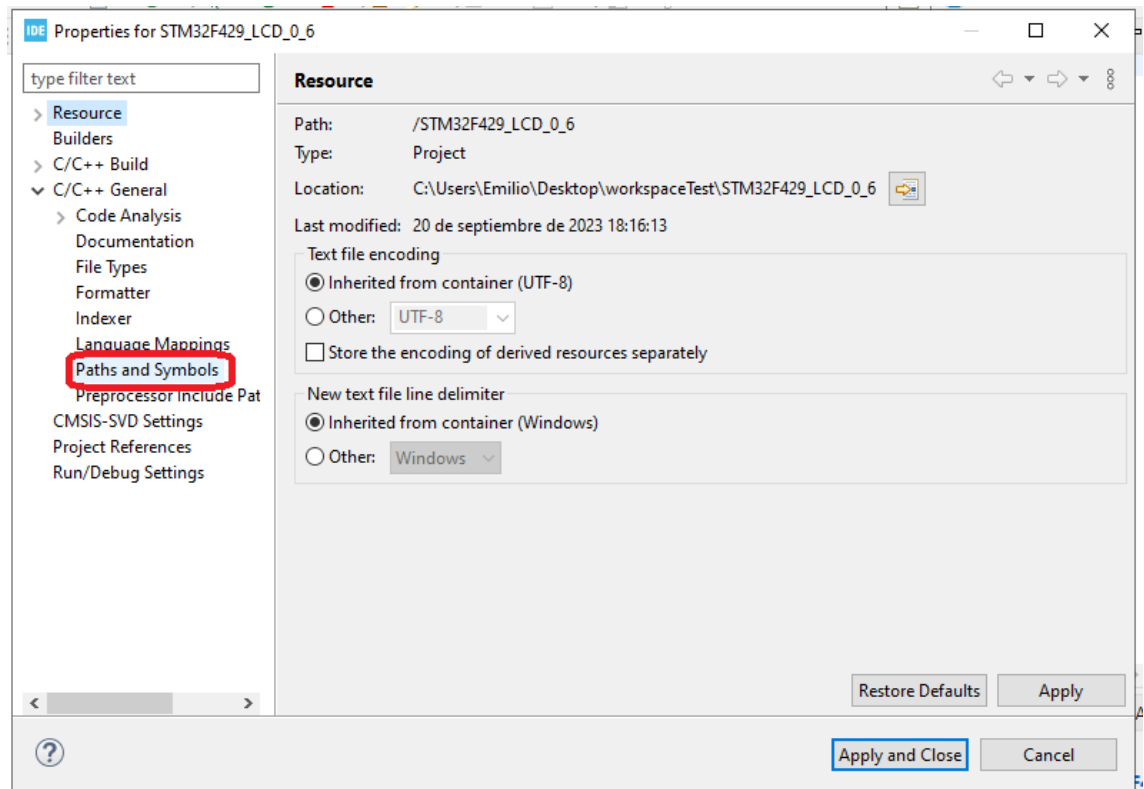 IDE Properties for STM32F429_LCD_0_6
type filter text
Resource
Builders
C/C++ Build
C/C++ General
Code Analysis
Documentation
File Types
Formatter
Indexer
Language Mappings
Paths and Symbols
Preprocessor Include Pat
CMSIS-SVD Settings
Project References
Run/Debug Settings
Resource
Path: /STM32F429_LCD_0_6
Type: Project
Location: C:\Users\Emilio\Desktop\workspaceTest\STM32F429_LCD_0_6
Last modified: 20 de septiembre de 2023 18:16:13
Text file encoding
Inherited from container (UTF-8)
Other: UTF-8
Store the encoding of derived resources separately
New text file line delimiter
Inherited from container (Windows)
Other: Windows
Restore Defaults Apply
Apply and Close Cancel